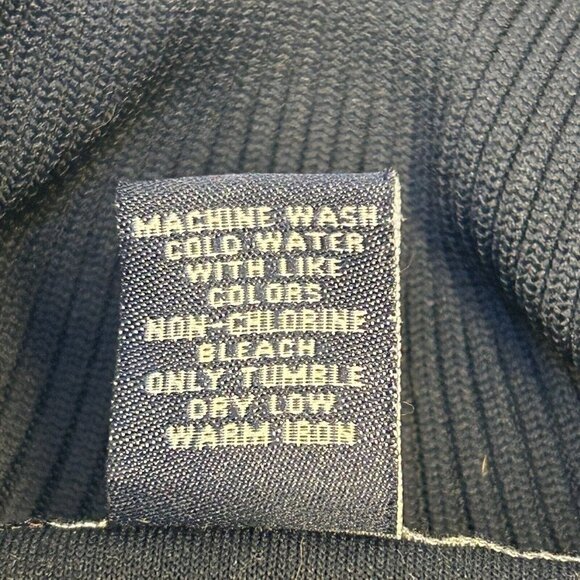 MACHINE WASH
COLD WATER
WITH LIKE
COLORS
NON-CHLORINE
BLEACH
ONLY TUMBLE
DRY LOW
WARM IRON